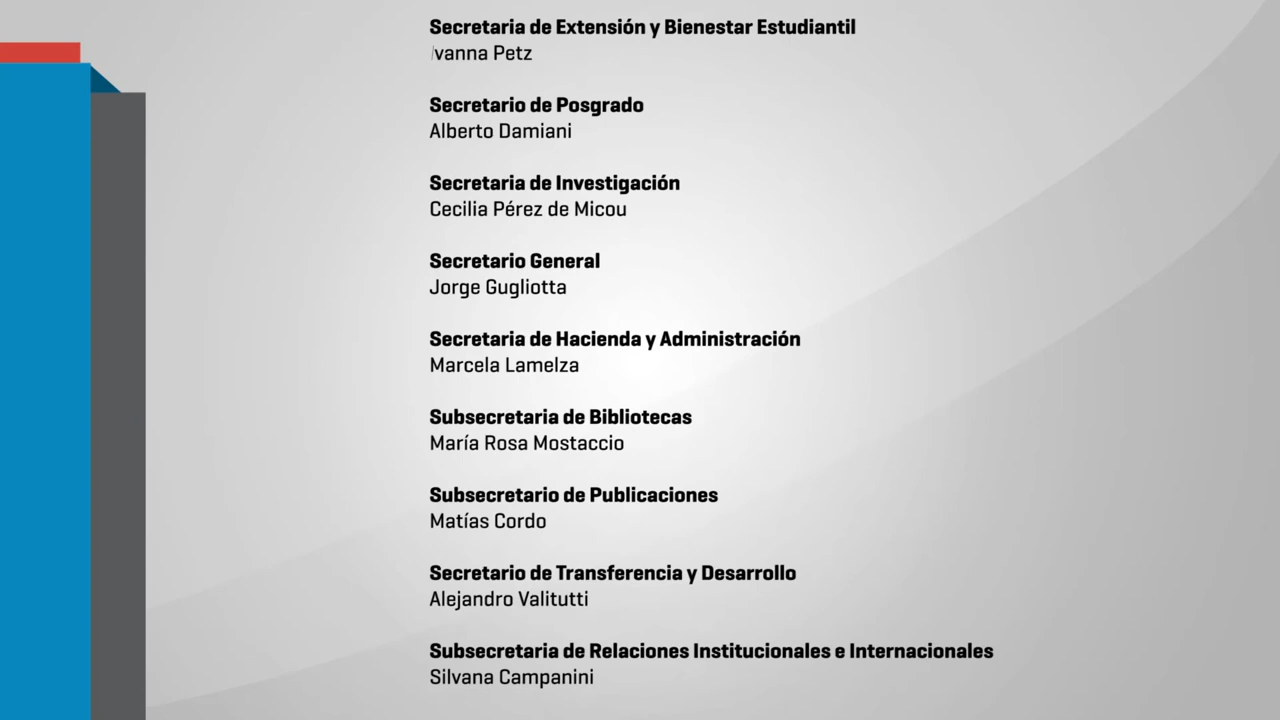 Secretaria de Extensión y Bienestar Estudiantil
Ivanna Petz
Secretario de Posgrado
Alberto Damiani
Secretaria de Investigación
Cecilia Pérez de Micou
Secretario General
Jorge Gugliotta
Secretaria de Hacienda y Administración
Marcela Lamelza
Subsecretaria de Bibliotecas
María Rosa Mostaccio
Subsecretario de Publicaciones
Matías Cordo
Secretario de Transferencia y Desarrollo
Alejandro Valitutti
Subsecretaria de Relaciones Institucionales e Internacionales
Silvana Campanini